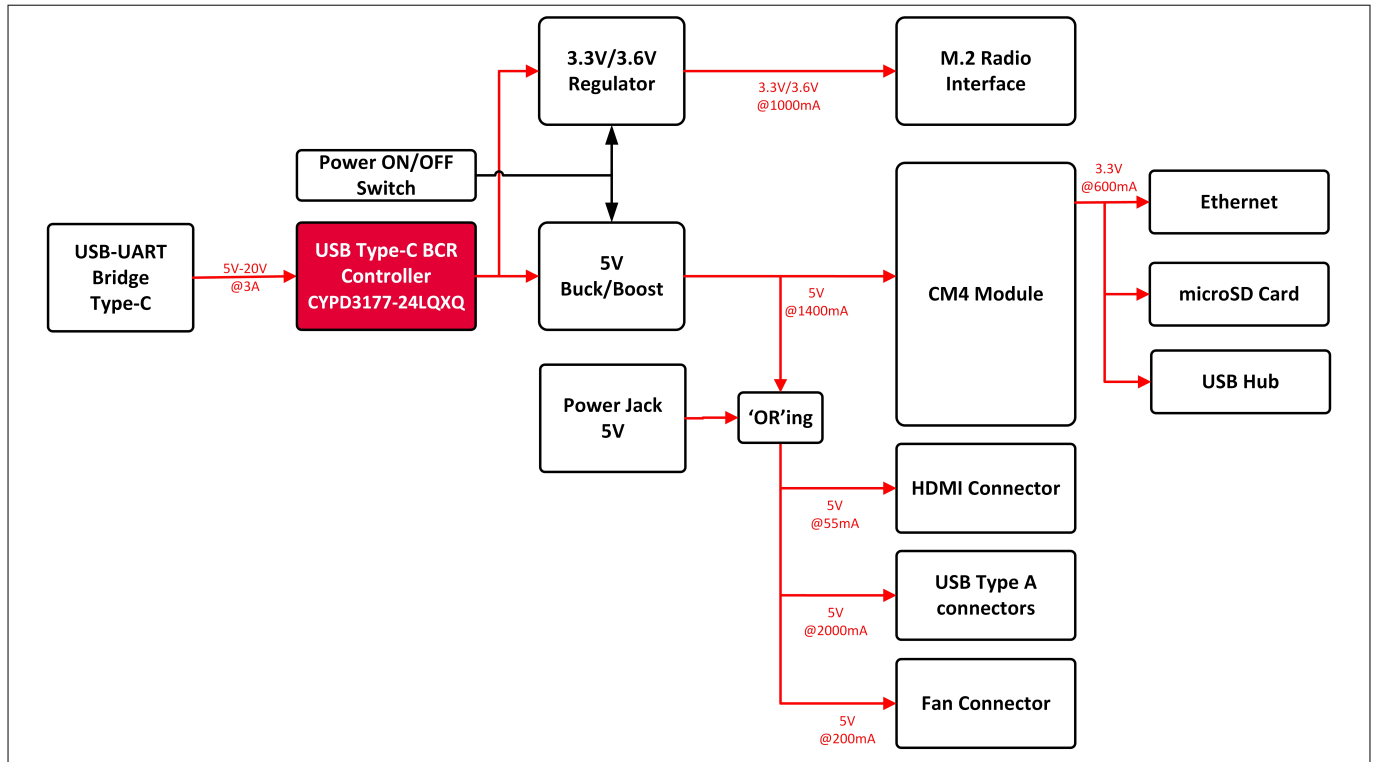 3.3V/3.6V
Regulator
3.3V/3.6V
@1000mA
M.2 Radio
Interface
Power ON/OFF
Switch
USB-UART
Bridge
Type-C
5V-20V
@3A
USB Type-C BCR
Controller
CYPD3177-24LQXQ
5V
Buck/Boost
5V
@1400mA
CM4 Module
3.3V
@600mA
Ethernet
microSD Card
USB Hub
Power Jack
5V
‘OR’ing
5V
@55mA
HDMI Connector
5V
@2000mA
USB Type A
connectors
5V
@200mA
Fan Connector